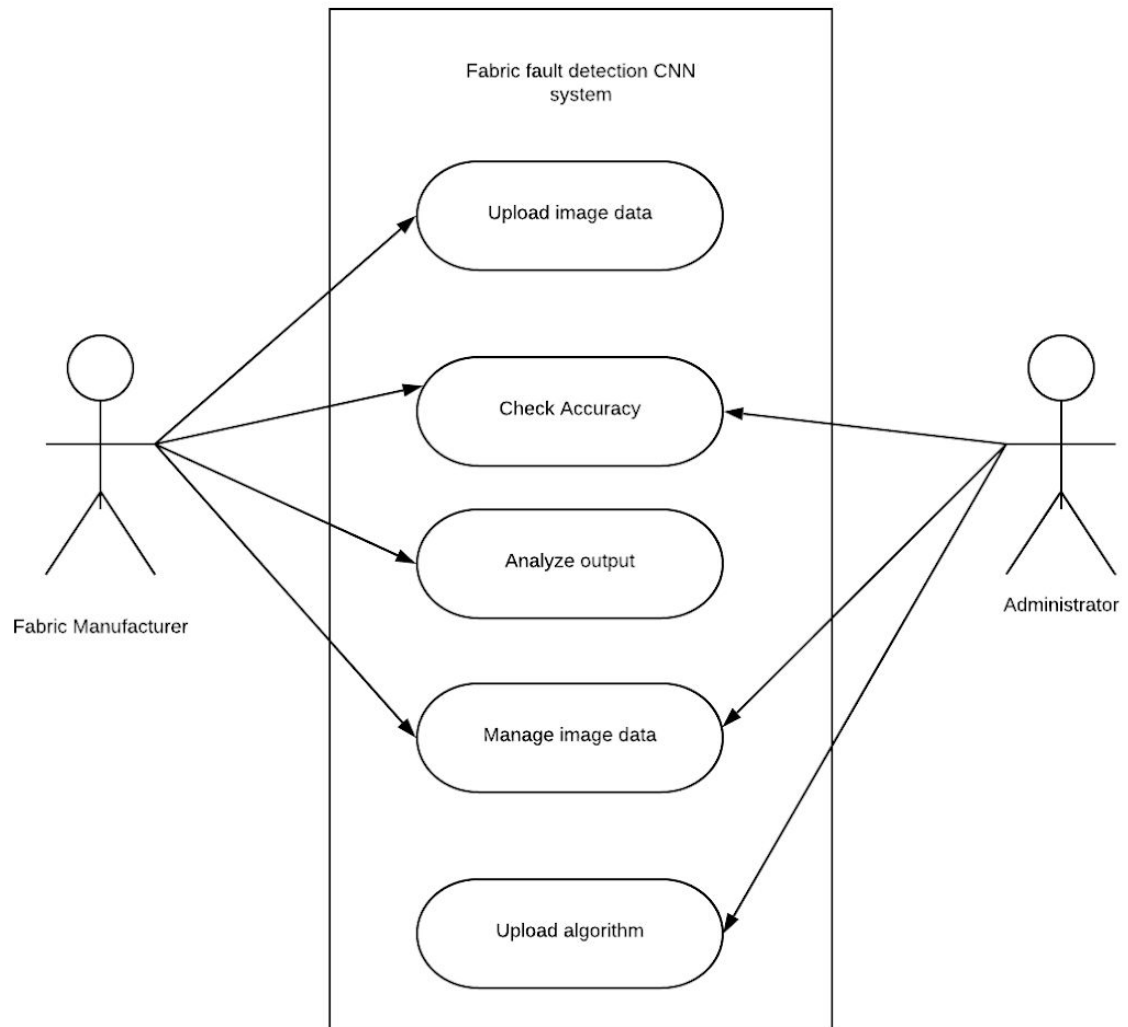 Fabric fault detection CNN
system
Upload image data
Check Accuracy
Analyze output
Manage image data
Upload algorithm
Fabric Manufacturer
Administrator